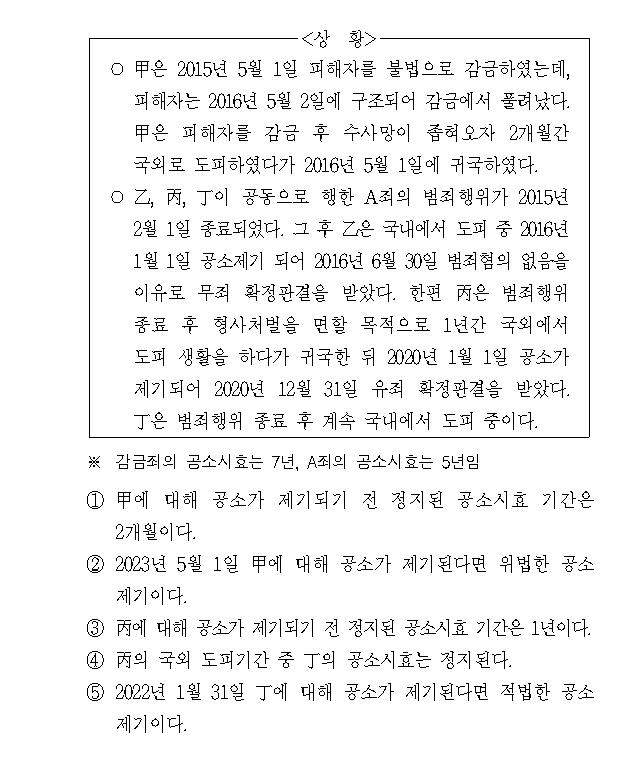 <상 황>
○ 甲은 2015년 5월 1일 피해자를 불법으로 감금하였는데,
피해자는 2016년 5월 2일에 구조되어 감금에서 풀려났다.
甲은 피해자를 감금 후 수사망이 좁혀오자 2개월간
국외로 도피하였다가 2016년 5월 1일에 귀국하였다.
○ 乙, 丙, 丁이 공동으로 행한 A죄의 범죄행위가 2015년
2월 1일 종료되었다. 그 후 乙은 국내에서 도피 중 2016년
1월 1일 공소제기 되어 2016년 6월 30일 범죄혐의 없음을
이유로 무죄 확정판결을 받았다. 한편 丙은 범죄행위
종료 후 형사처벌을 면할 목적으로 1년간 국외에서
도피 생활을 하다가 귀국한 뒤 2020년 1월 1일 공소가
제기되어 2020년 12월 31일 유죄 확정판결을 받았다.
丁은 범죄행위 종료 후 계속 국내에서 도피 중이다.
※ 감금죄의 공소시효는 7년, A죄의 공소시효는 5년임
① 甲에 대해 공소가 제기되기 전 정지된 공소시효 기간은
2개월이다.
② 2023년 5월 1일 甲에 대해 공소가 제기된다면 위법한 공소
제기이다.
③ 丙에 대해 공소가 제기되기 전 정지된 공소시효 기간은 1년이다.
④ 丙의 국외 도피기간 중 丁의 공소시효는 정지된다.
⑤ 2022년 1월 31일 丁에 대해 공소가 제기된다면 적법한 공소
제기이다.